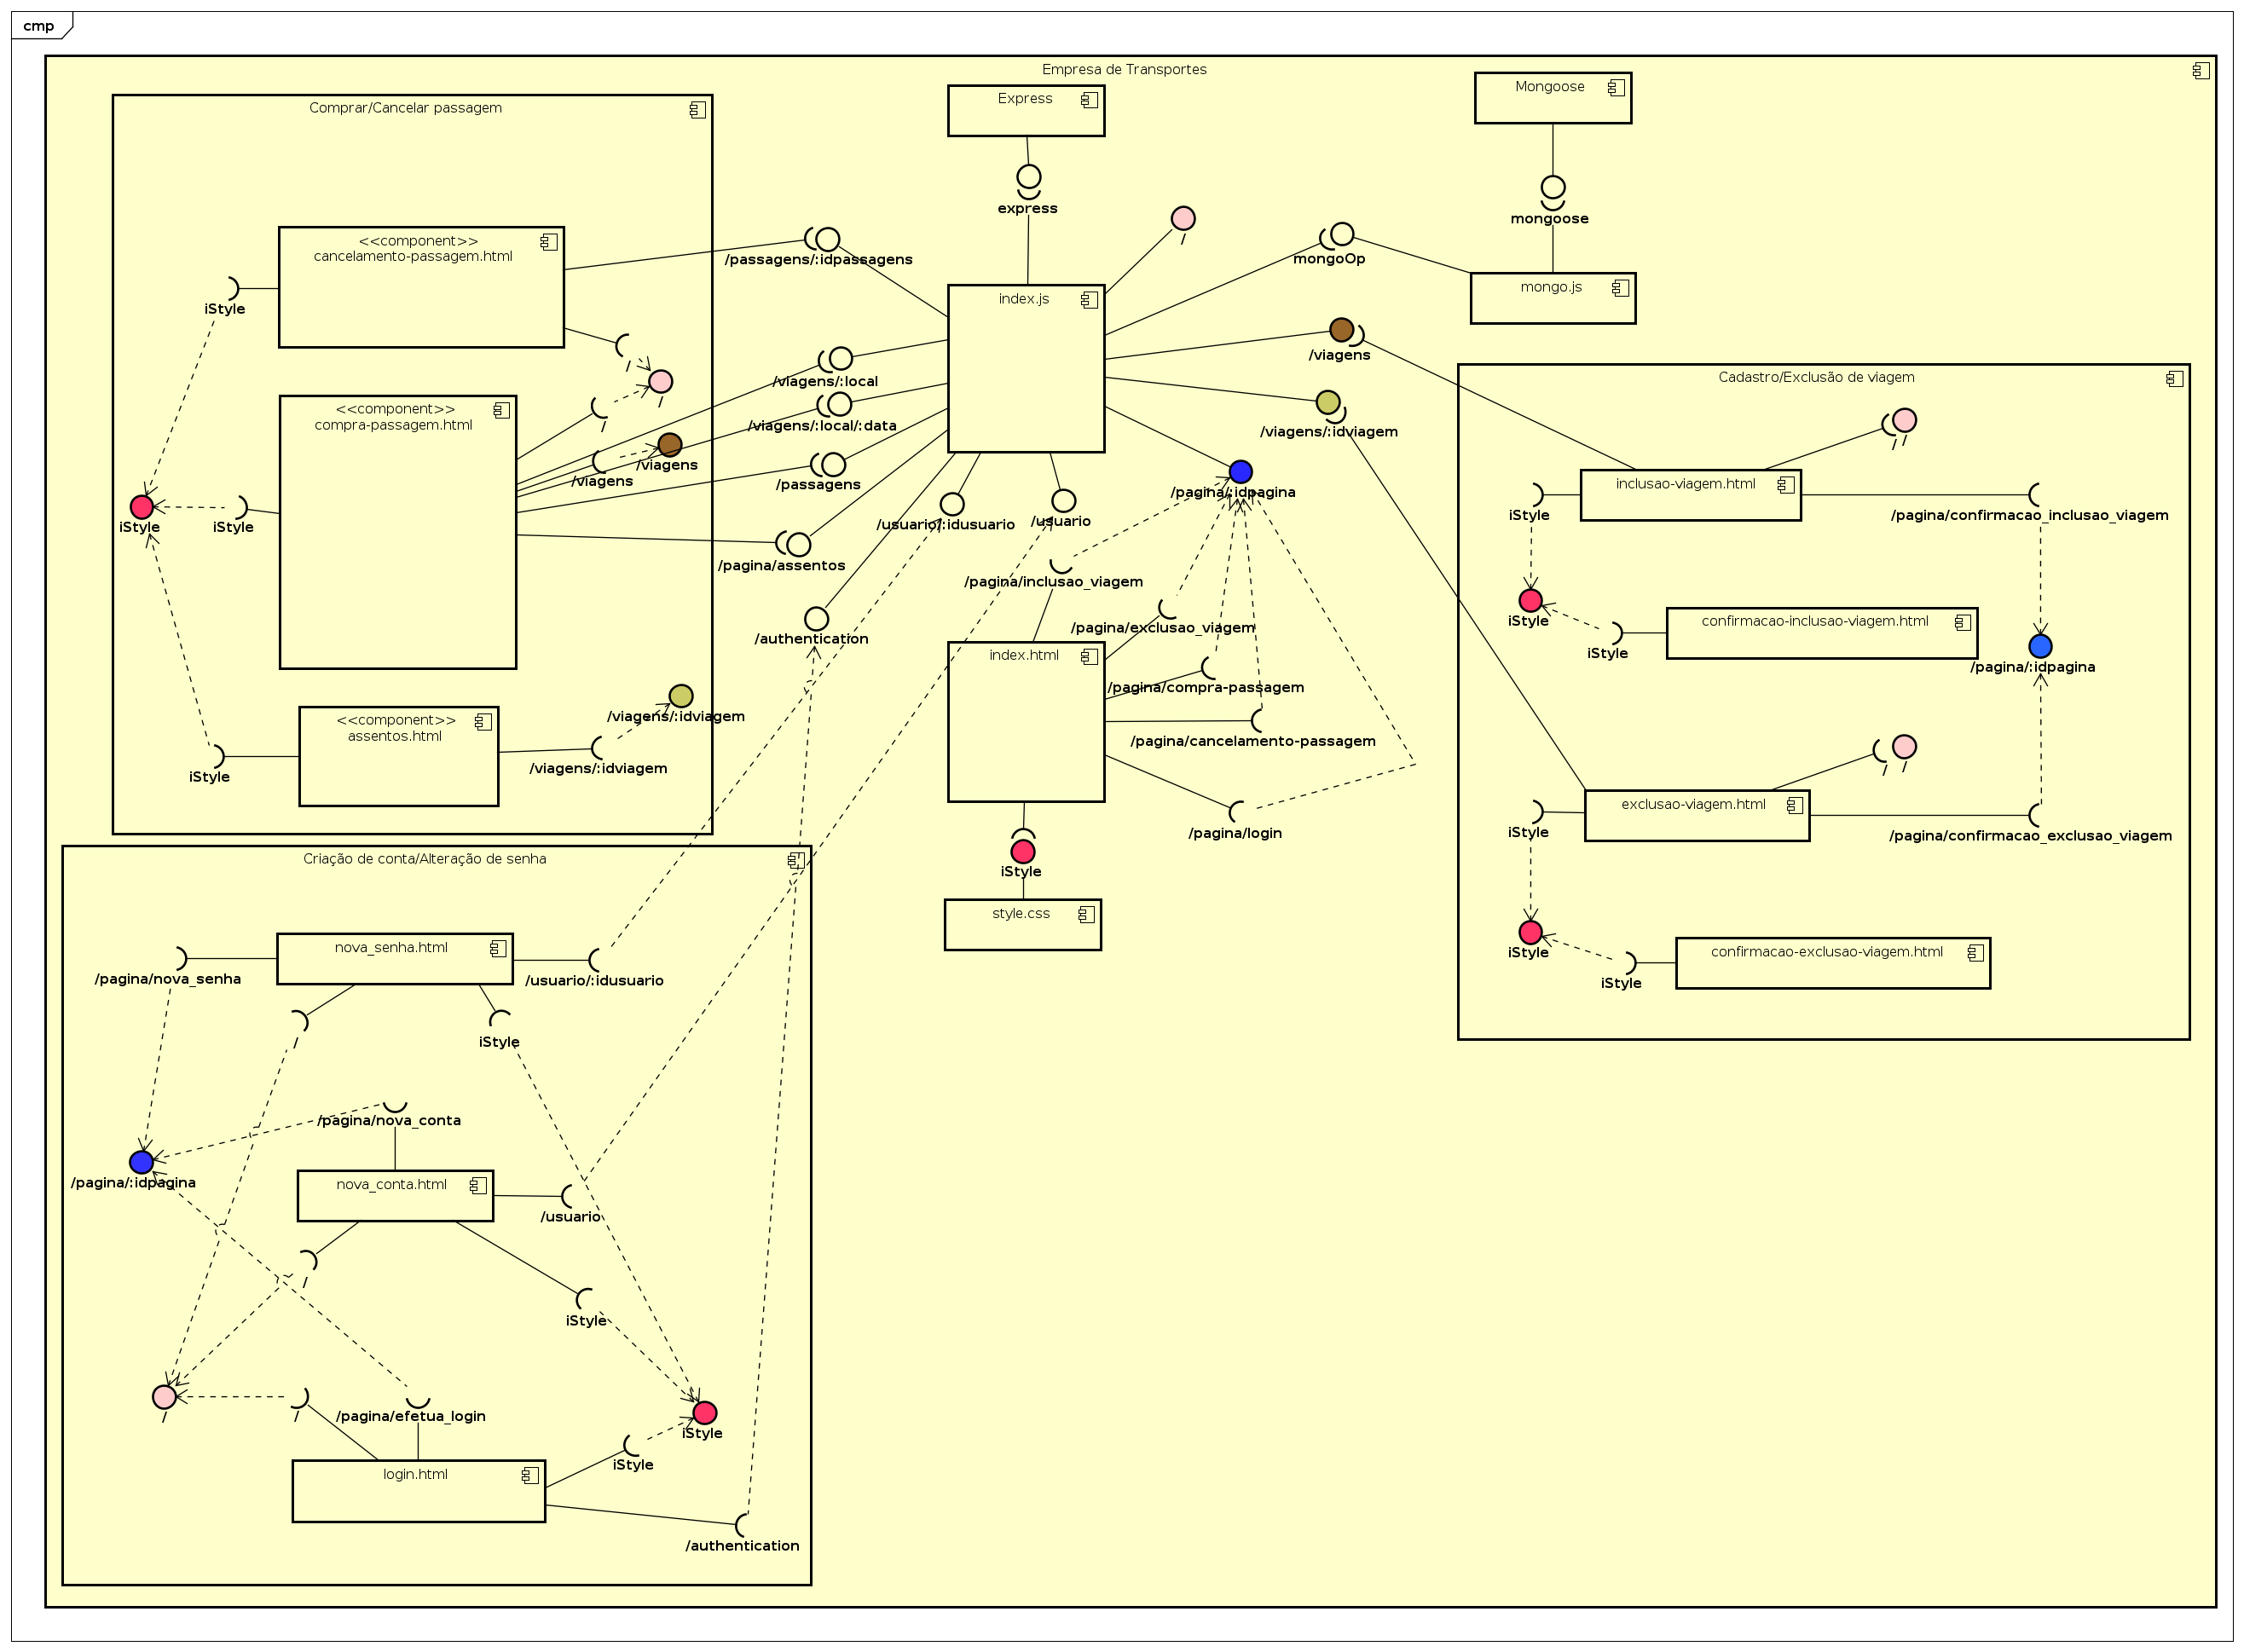 cmp
Empresa de Transportes
Comprar/Cancelar passagem
<<component>>
cancelamento-passagem.html
iStyle
/
/
<<component>>
compra-passagem.html
/
/viagens
/viagens
iStyle
iStyle
<<component>>
assentos.html
iStyle
/viagens/:idviagem
/viagens/:idviagem
Express
express
Mongoose
mongoose
/
mongoOp
index.js
mongo.js
/passagens/:idpassagens
/viagens/:local
/viagens/:local/:data
/passagens
/pagina/assentos
/usuario/:idusuario
/usuario
/authentication
/viagens
/viagens/:idviagem
/pagina/:idpagina
/pagina/inclusao_viagem
/pagina/exclusao_viagem
index.html
/pagina/compra-passagem
/pagina/cancelamento-passagem
/pagina/login
iStyle
style.css
Cadastro/Exclusão de viagem
/
/
inclusao-viagem.html
iStyle
/pagina/confirmacao_inclusao_viagem
iStyle
confirmacao-inclusao-viagem.html
iStyle
/pagina/:idpagina
/
/
exclusao-viagem.html
iStyle
/pagina/confirmacao_exclusao_viagem
iStyle
confirmacao-exclusao-viagem.html
iStyle
Criação de conta/Alteração de senha
nova_senha.html
/pagina/nova_senha
/usuario/:idusuario
/
iStyle
/pagina/nova_conta
/pagina/:idpagina
nova_conta.html
/usuario
/
iStyle
/
/
/pagina/efetua_login
iStyle
iStyle
login.html
/authentication